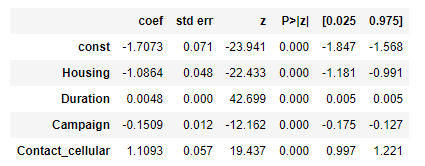 coef std err z P>|z| [0.025 0.975]
const -1.7073 0.071 -23.941 0.000 -1.847 -1.568
Housing -1.0864 0.048 -22.433 0.000 -1.181 -0.991
Duration 0.0048 0.000 42.699 0.000 0.005 0.005
Campaign -0.1509 0.012 -12.162 0.000 -0.175 -0.127
Contact_cellular 1.1093 0.057 19.437 0.000 0.997 1.221